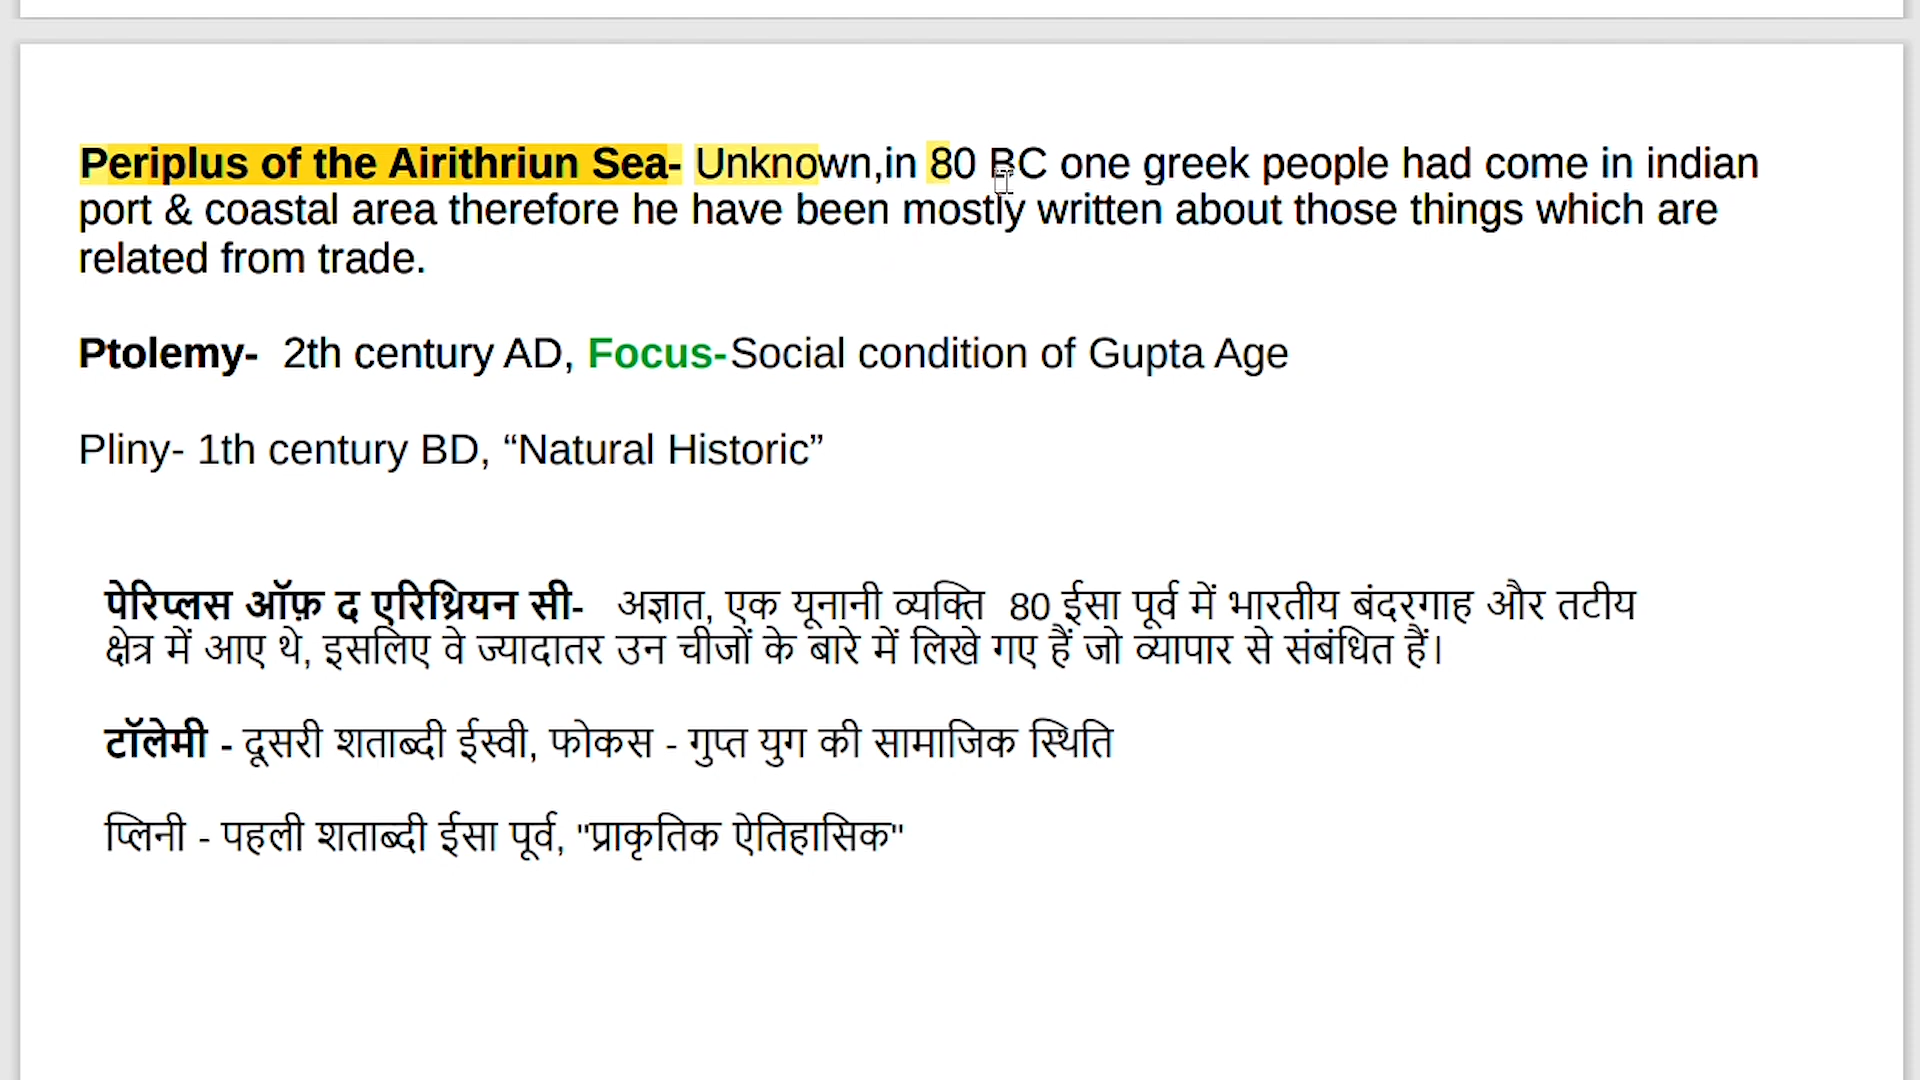 Periplus of the Airithriun Sea- Unknown,in 80 BC one greek people had come in indian
port & coastal area therefore he have been mostly written about those things which are
related from trade.
Ptolemy- 2th century AD, Focus-Social condition of Gupta Age
Pliny- 1th century BD, “Natural Historic”
पेरिप्लस ऑफ़ द एरिथ्रियन सी- अज्ञात, एक यूनानी व्यक्ति 80 ईसा पूर्व में भारतीय बंदरगाह और तटीय
क्षेत्र में आए थे, इसलिए वे ज्यादातर उन चीजों के बारे में लिखे गए हैं जो व्यापार से संबंधित हैं।
टॉलेमी - दूसरी शताब्दी ईस्वी, फोकस - गुप्त युग की सामाजिक स्थिति
प्लिनी - पहली शताब्दी ईसा पूर्व, "प्राकृतिक ऐतिहासिक"